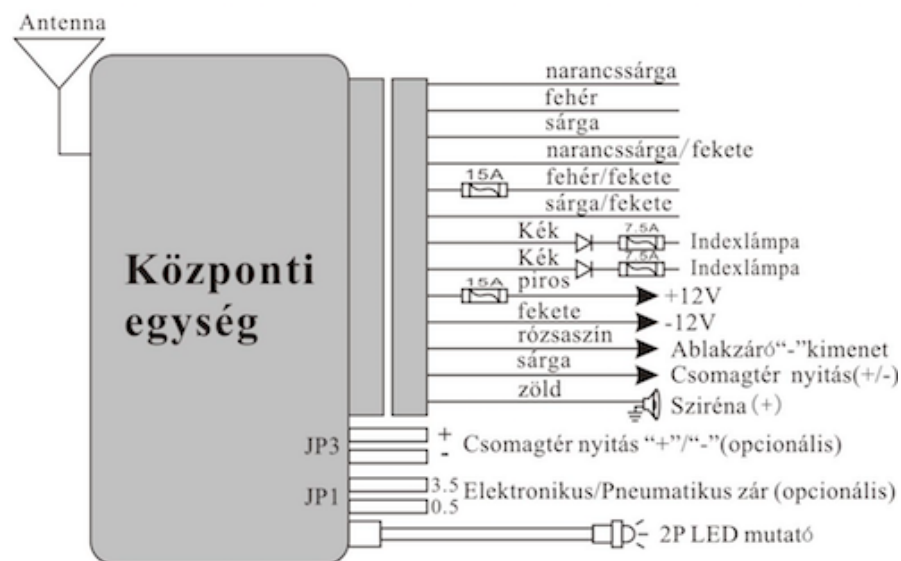 Antenna
Központi
egység
narancssárga
fehér
sárga
narancssárga/fekete
15A fehér/fekete
sárga/fekete
Kék 7.5A Indexlámpa
Kék 7.5A Indexlámpa
piros 15A +12V
fekete -12V
rózsaszín Ablakzáró“-”kimenet
sárga Csomagtér nyitás(+/-)
zöld Sziréna(+)
JP3 + - Csomagtér nyitás “+”/“-”(opcionális)
JP1 3.5 0.5 Elektronikus/Pneumatikus zár (opcionális)
2P LED mutató